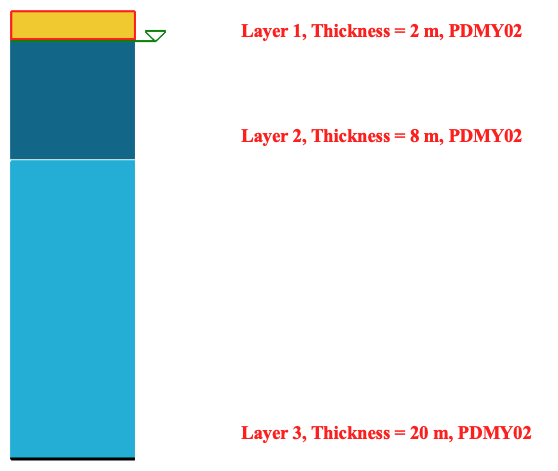 Layer 1, Thickness = 2 m, PDMY02
Layer 2, Thickness = 8 m, PDMY02
Layer 3, Thickness = 20 m, PDMY02